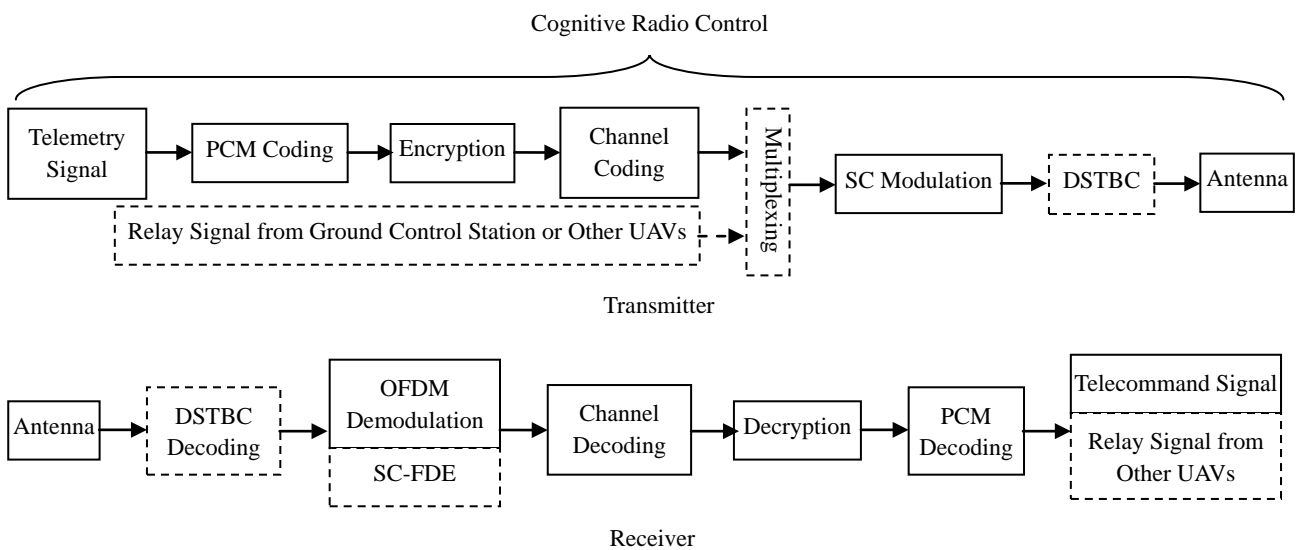 Cognitive Radio Control
Telemetry
Signal
PCM Coding
Encryption
Channel
Coding
Multiplexing
SC Modulation
DSTBC
Antenna
Relay Signal from Ground Control Station or Other UAVs
Transmitter
Antenna
DSTBC
Decoding
OFDM
Demodulation
SC-FDE
Channel
Decoding
Decryption
PCM
Decoding
Telecommand Signal
Relay Signal from
Other UAVs
Receiver